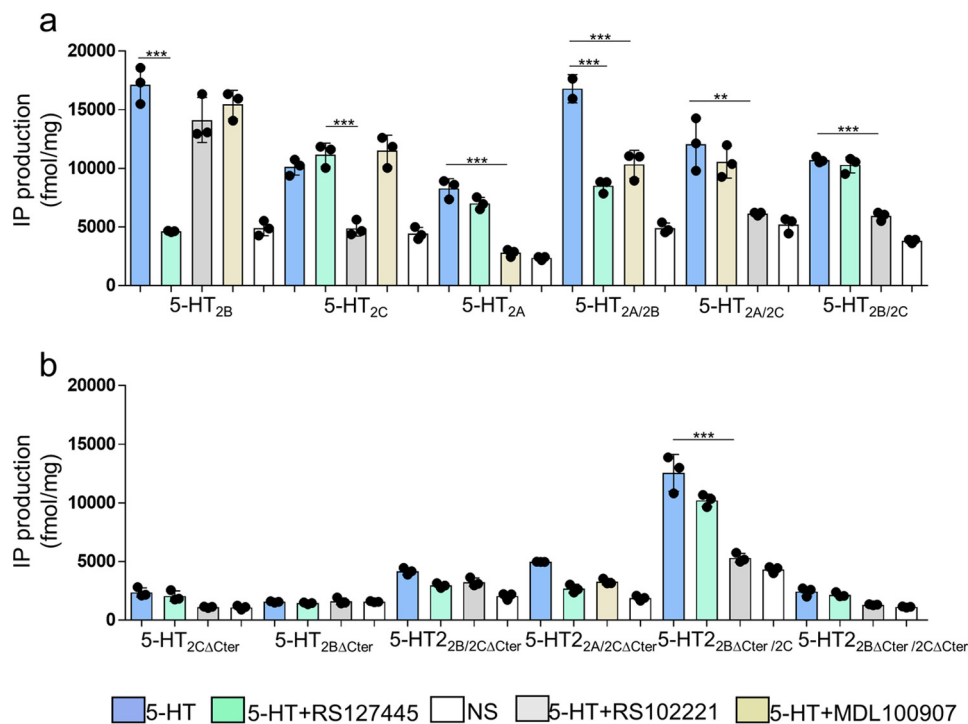 a
IP production
(fmol/mg)
20000
15000
10000
5000
0
***
***
***
***
***
**
***
5-HT2B
5-HT2C
5-HT2A
5-HT2A/2B
5-HT2A/2C
5-HT2B/2C
b
IP production
(fmol/mg)
20000
15000
10000
5000
0
***
5-HT2CΔCter
5-HT2BΔCter
5-HT22B/2CΔCter
5-HT22A/2CΔCter
5-HT22BΔCter /2C
5-HT22BΔCter /2CΔCter
5-HT
5-HT+RS127445
NS
5-HT+RS102221
5-HT+MDL100907